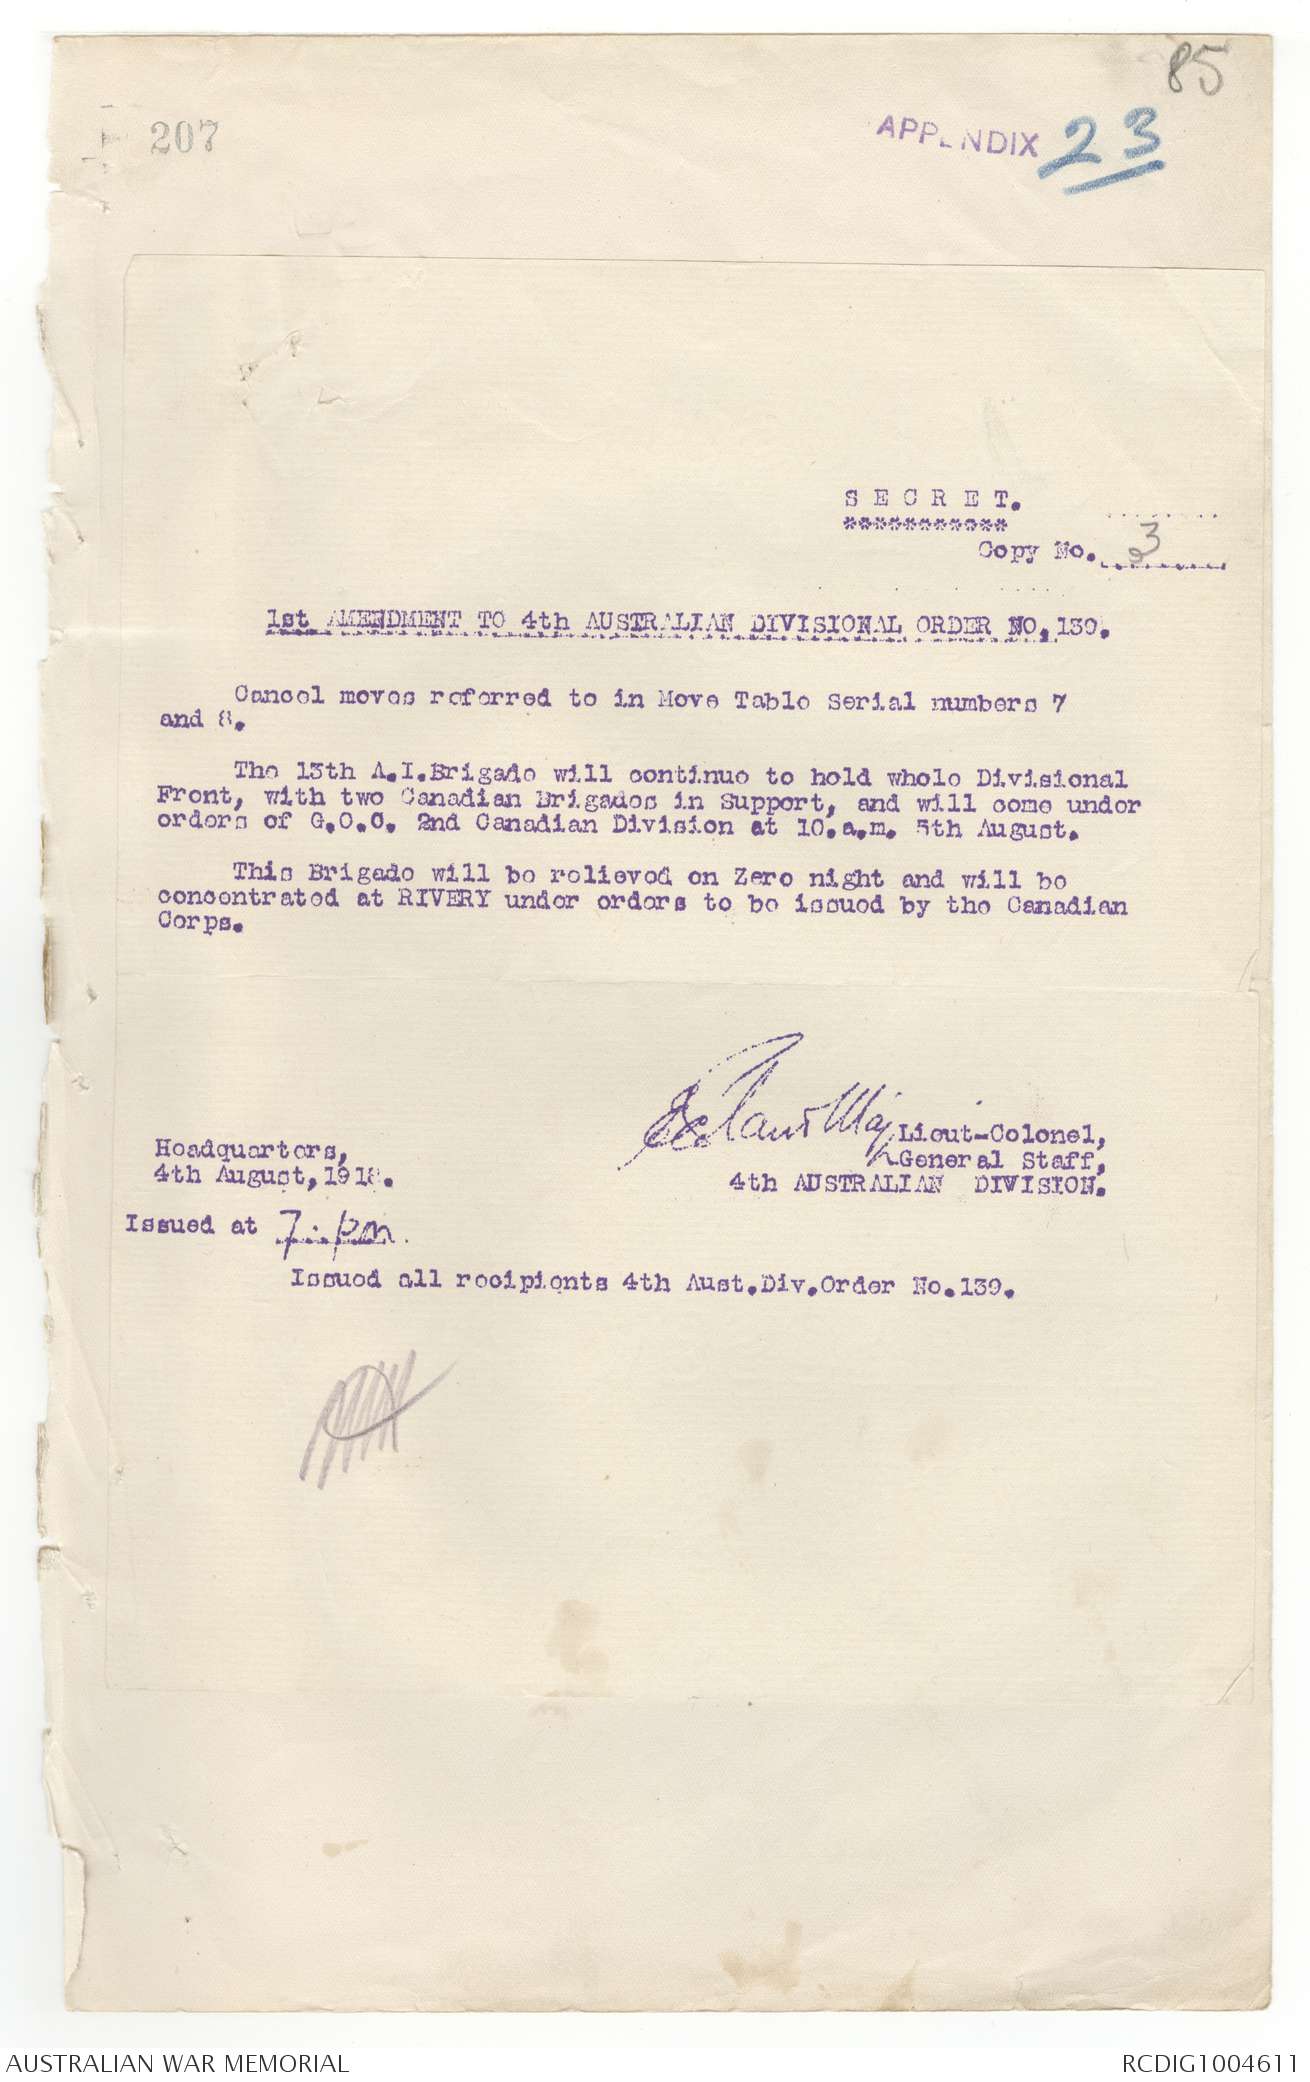 85
207
APPENDIX 23
S E C R E T.
***********
Copy No. 3
1st AMENDMENT TO 4th AUSTRALIAN DIVISIONAL ORDER NO. 139.
Cancel moves referred to in Move Table Serial numbers 7
and 8.
The 13th A.I.Brigade will continue to hold whole Divisional
Front, with two Canadian Brigades in Support, and will come under
orders of G.O.C. 2nd Canadian Division at 10.a.m. 5th August.
This Brigade will be relieved on Zero night and will be
concentrated at RIVERY under orders to be issued by the Canadian
Corps.
Maj
Lieut-Colonel,
Headquarters,
General Staff,
4th August, 1918.
4th AUSTRALIAN DIVISION.
Issued at 7.pm.
Issued all recipients 4th Aust.Div.Order No.139.
AUSTRALIAN WAR MEMORIAL
RCDIG1004611